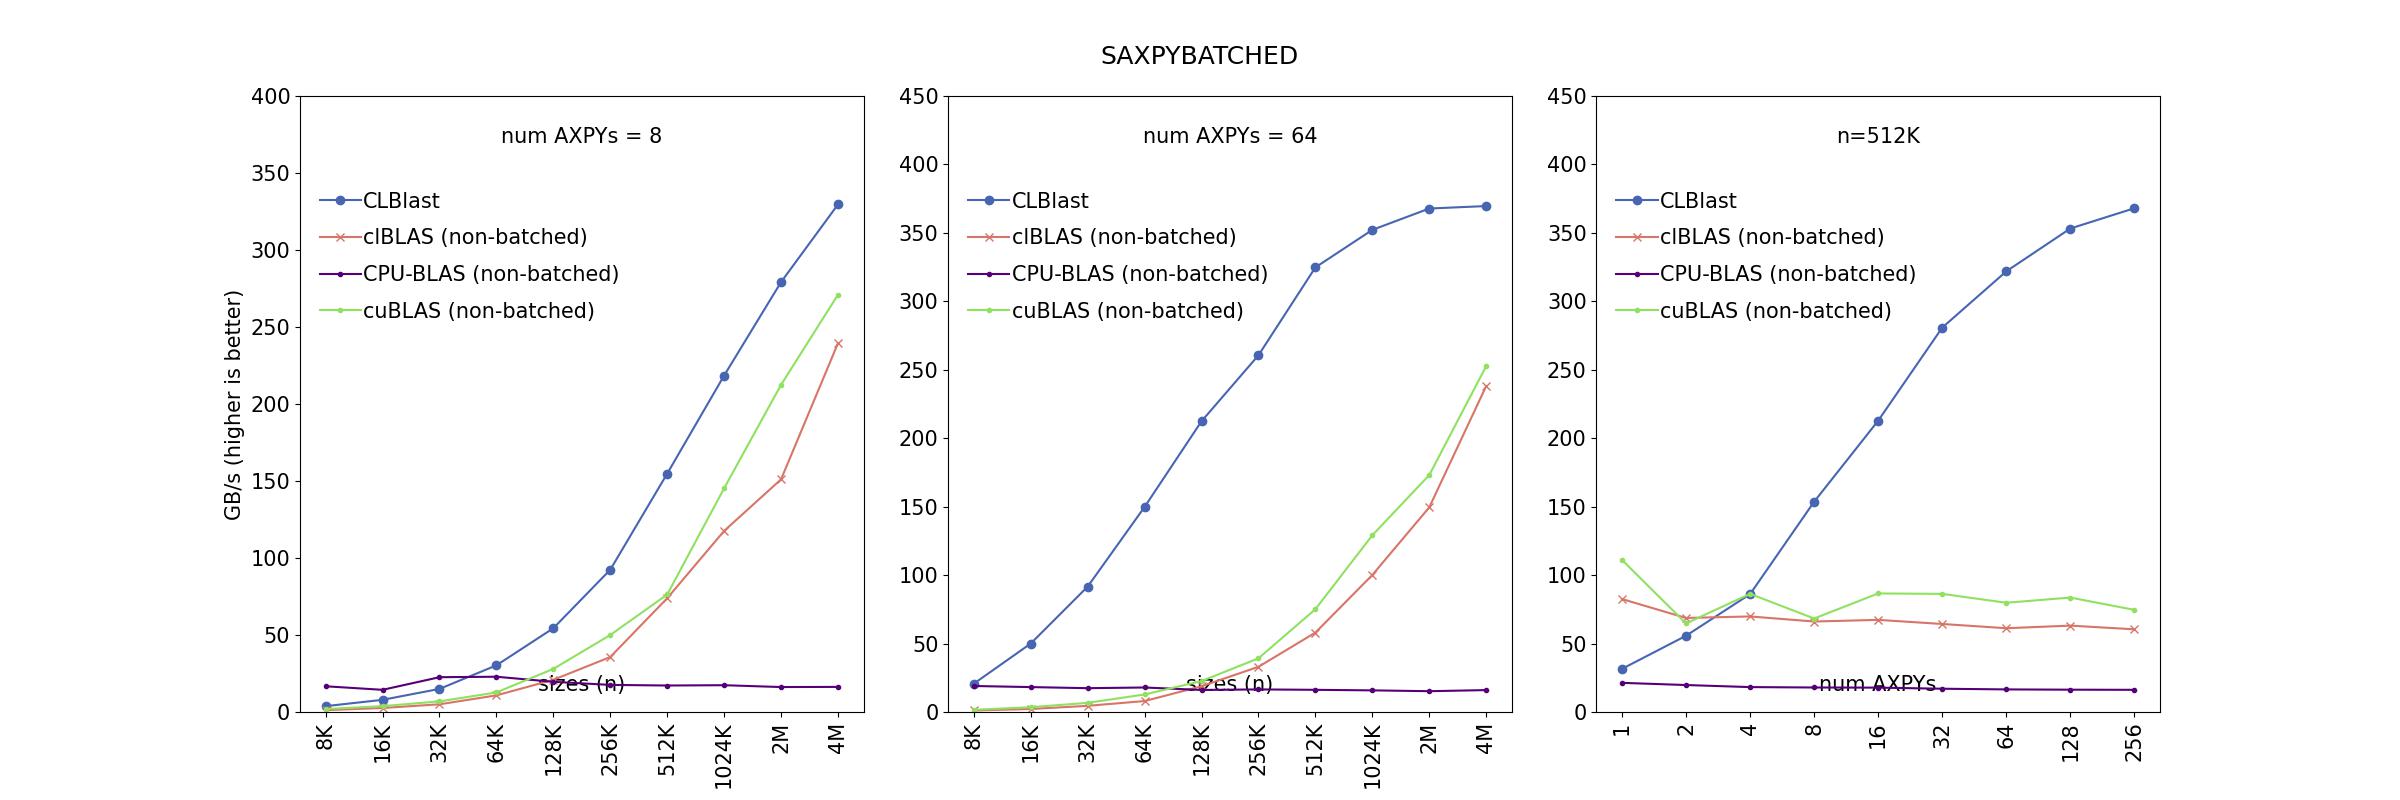 SAXPYBATCHED
GB/s (higher is better)
400
350
300
250
200
150
100
50
0
num AXPYs = 8
CLBlast
clBLAS (non-batched)
CPU-BLAS (non-batched)
cuBLAS (non-batched)
sizes (n)
8K
16K
32K
64K
128K
256K
512K
1024K
2M
4M
450
400
350
300
250
200
150
100
50
0
num AXPYs = 64
CLBlast
clBLAS (non-batched)
CPU-BLAS (non-batched)
cuBLAS (non-batched)
sizes (n)
8K
16K
32K
64K
128K
256K
512K
1024K
2M
4M
450
400
350
300
250
200
150
100
50
0
n=512K
CLBlast
clBLAS (non-batched)
CPU-BLAS (non-batched)
cuBLAS (non-batched)
num AXPYs
1
2
4
8
16
32
64
128
256